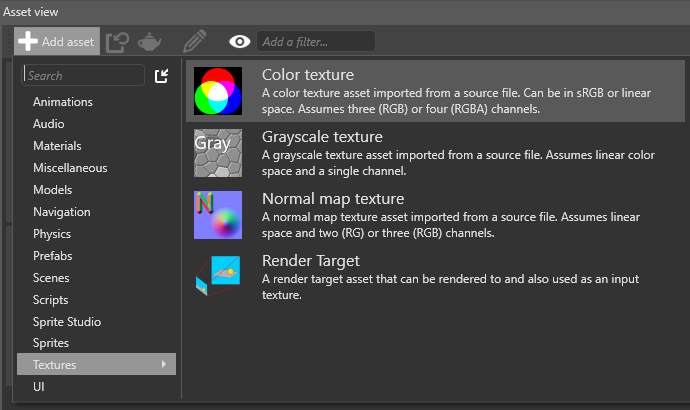 Asset view
Add asset
Add a filter...
Search
Animations
Audio
Materials
Miscellaneous
Models
Navigation
Physics
Prefabs
Scenes
Scripts
Sprite Studio
Sprites
Textures
UI
Color texture
A color texture asset imported from a source file. Can be in sRGB or linear
space. Assumes three (RGB) or four (RGBA) channels.
Gray
Grayscale texture
A grayscale texture asset imported from a source file. Assumes linear color
space and a single channel.
N
Normal map texture
A normal map texture asset imported from a source file. Assumes linear
space and two (RG) or three (RGB) channels.
Render Target
A render target asset that can be rendered to and also used as an input
texture.